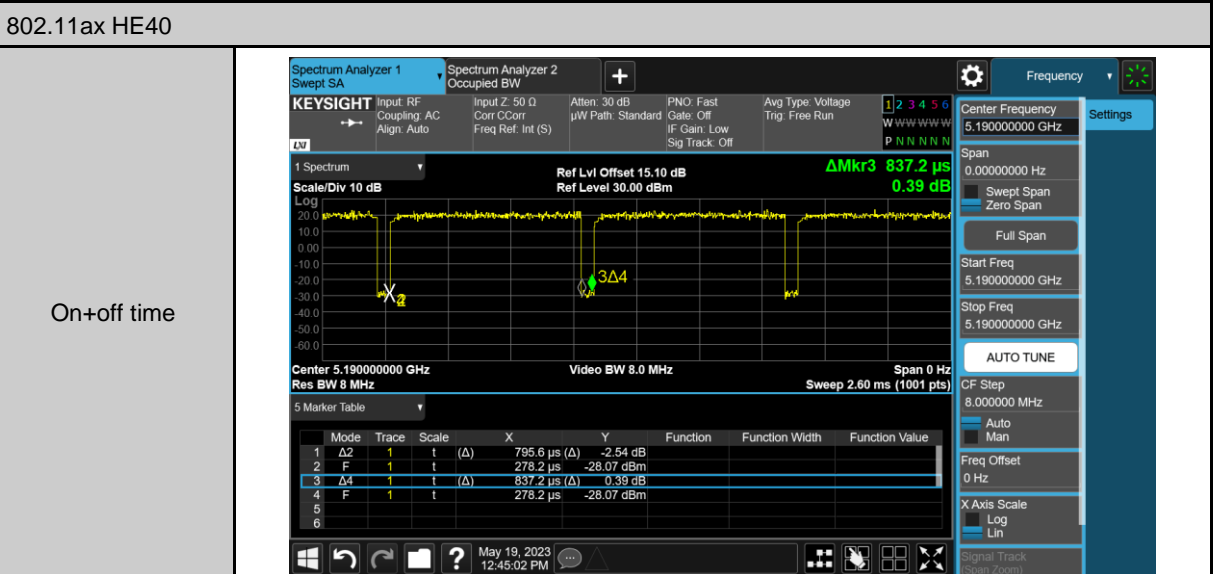 802.11ax HE40
On+off time
Spectrum Analyzer 1
Swept SA
Spectrum Analyzer 2
Occupied BW
Frequency
KEYSIGHT
LXI
Input: RF
Coupling: AC
Align: Auto
Input Z: 50 Ω
Corr CCorr
Freq Ref: Int (S)
Atten: 30 dB
µW Path: Standard
PNO: Fast
Gate: Off
IF Gain: Low
Sig Track: Off
Avg Type: Voltage
Trig: Free Run
1 2 3 4 5 6
W W W W W W
P N N N N N
1 Spectrum
Scale/Div 10 dB
Ref Lvl Offset 15.10 dB
Ref Level 30.00 dBm
ΔMkr3 837.2 µs
0.39 dB
Log
20.0
10.0
0.00
-10.0
-20.0
-30.0
-40.0
-50.0
-60.0
3Δ4
Center 5.190000000 GHz
Res BW 8 MHz
Video BW 8.0 MHz
Span 0 Hz
Sweep 2.60 ms (1001 pts)
5 Marker Table
Mode Trace Scale X Y Function Function Width Function Value
1 Δ2 1 t (Δ) 795.6 µs (Δ) -2.54 dB
2 F 1 t 278.2 µs -28.07 dBm
3 Δ4 1 t (Δ) 837.2 µs (Δ) 0.39 dB
4 F 1 t 278.2 µs -28.07 dBm
5
6
May 19, 2023
12:45:02 PM
Center Frequency
5.190000000 GHz
Settings
Span
0.00000000 Hz
Swept Span
Zero Span
Full Span
Start Freq
5.190000000 GHz
Stop Freq
5.190000000 GHz
AUTO TUNE
CF Step
8.000000 MHz
Auto
Man
Freq Offset
0 Hz
X Axis Scale
Log
Lin
Signal Track
(Span Zoom)